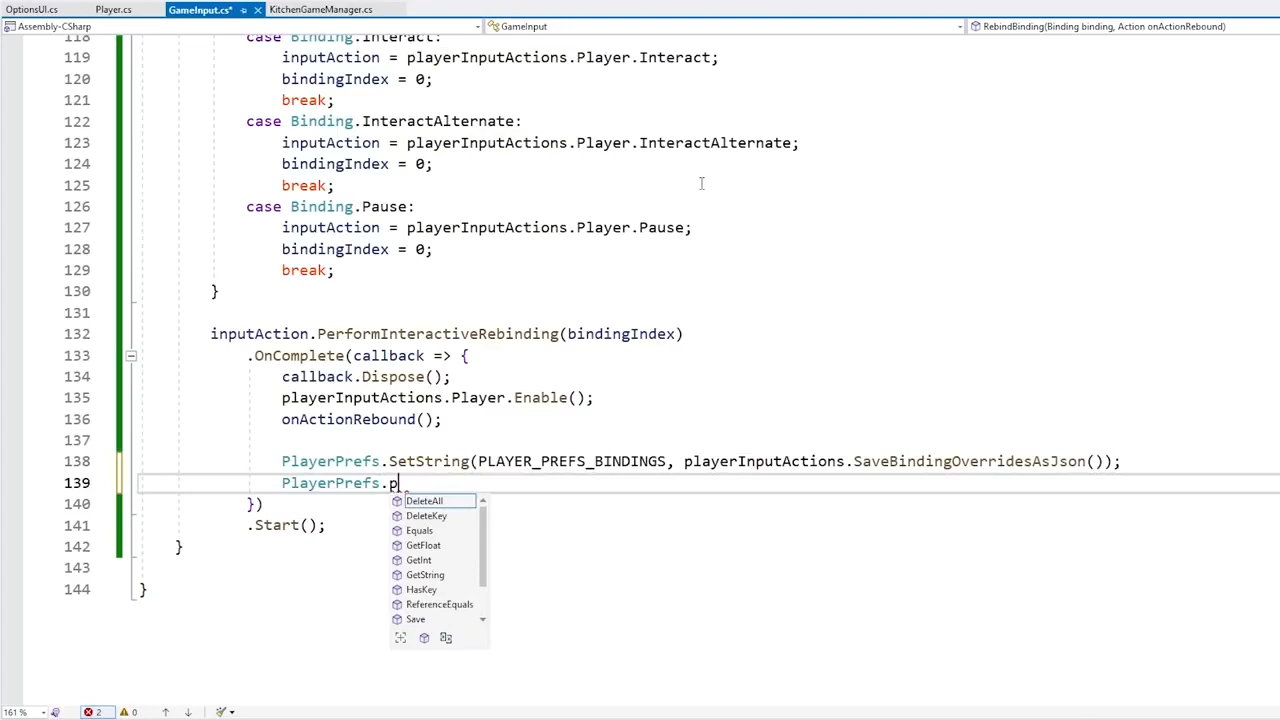 OptionsUI.cs Player.cs GameInput.cs* KitchenGameManager.cs
Assembly-CSharp GameInput RebindBinding(Binding binding, Action onActionRebound)
118 case Binding.Interact:
119 inputAction = playerInputActions.Player.Interact;
120 bindingIndex = 0;
121 break;
122 case Binding.InteractAlternate:
123 inputAction = playerInputActions.Player.InteractAlternate;
124 bindingIndex = 0;
125 break;
126 case Binding.Pause:
127 inputAction = playerInputActions.Player.Pause;
128 bindingIndex = 0;
129 break;
130 }
131
132 inputAction.PerformInteractiveRebinding(bindingIndex)
133 .OnComplete(callback => {
134 callback.Dispose();
135 playerInputActions.Player.Enable();
136 onActionRebound();
137
138 PlayerPrefs.SetString(PLAYER_PREFS_BINDINGS, playerInputActions.SaveBindingOverridesAsJson());
139 PlayerPrefs.p
DeleteAll
140 })
DeleteKey
141 .Start();
Equals
142 }
GetFloat
GetInt
143
GetString
144 }
HasKey
ReferenceEquals
Save
161 % 2 0